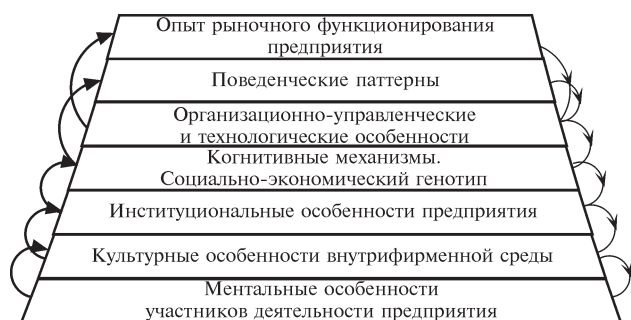 Опыт рыночного функционирования
предприятия
Поведенческие паттерны
Организационно-управленческие
и технологические особенности
Когнитивные механизмы.
Социально-экономический генотип
Институциональные особенности предприятия
Культурные особенности внутрифирменной среды
Ментальные особенности
участников деятельности предприятия